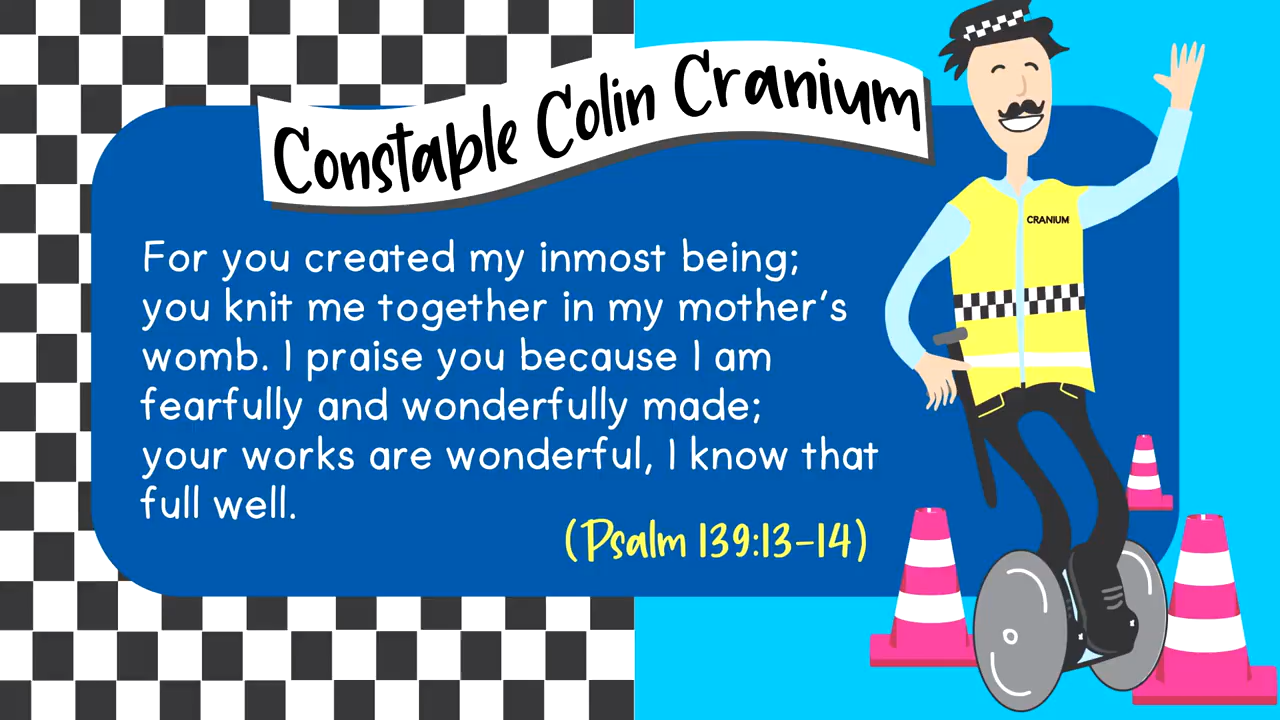 Constable Colin Cranium
CRANIUM
For you created my inmost being;
you knit me together in my mother's
womb. I praise you because I am
fearfully and wonderfully made;
your works are wonderful, I know that
full well.
(Psalm 139:13-14)